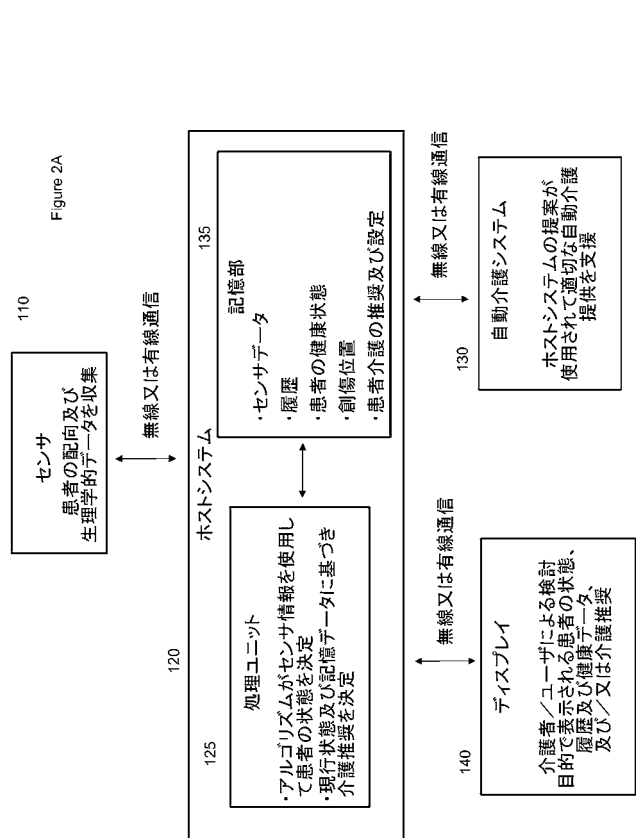 Figure 2A
110
センサ
患者の配向及び
生理学的データを収集
無線又は有線通信
120
ホストシステム
125
処理ユニット
・アルゴリズムがセンサ情報を使用し
て患者の状態を決定
・現行状態及び記憶データに基づき
介護推奨を決定
135
記憶部
・センサデータ
・履歴
・患者の健康状態
・創傷位置
・患者介護の推奨及び設定
無線又は有線通信
140
ディスプレイ
介護者/ユーザによる検討
目的で表示される患者の状態、
履歴及び健康データ、
及び/又は介護推奨
無線又は有線通信
130
自動介護システム
ホストシステムの提案が
使用されて適切な自動介護
提供を支援